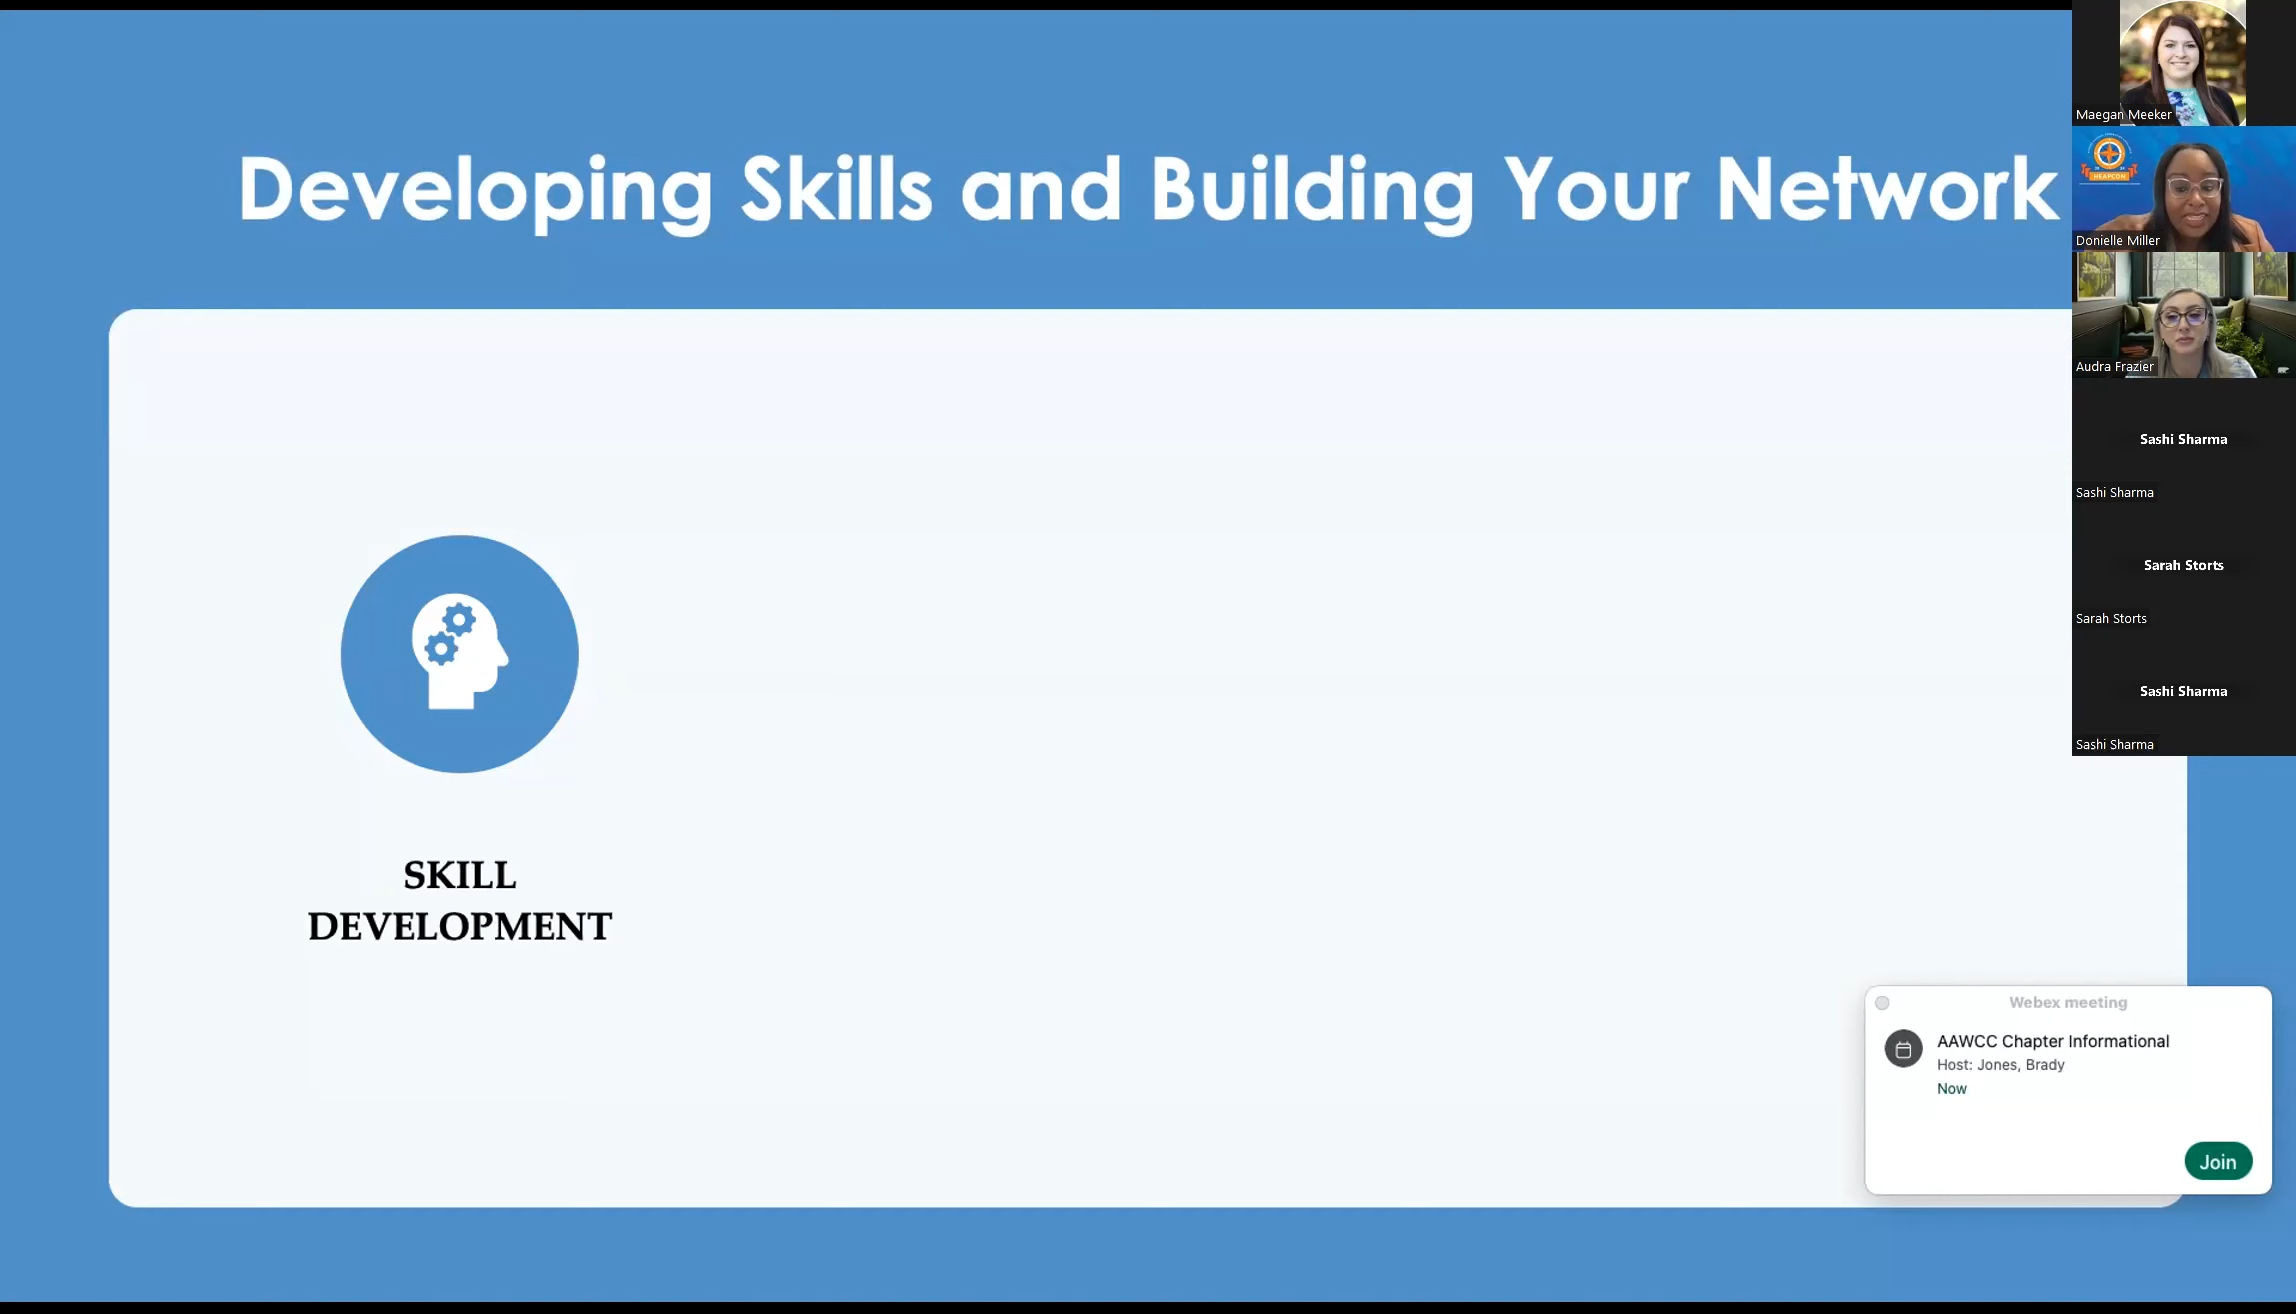 Developing Skills and Building Your Network
SKILL
DEVELOPMENT
Maegan Meeker
HEAPCON
Donielle Miller
Audra Frazier
Sashi Sharma
Sashi Sharma
Sarah Storts
Sarah Storts
Sashi Sharma
Sashi Sharma
Webex meeting
AAWCC Chapter Informational
Host: Jones, Brady
Now
Join